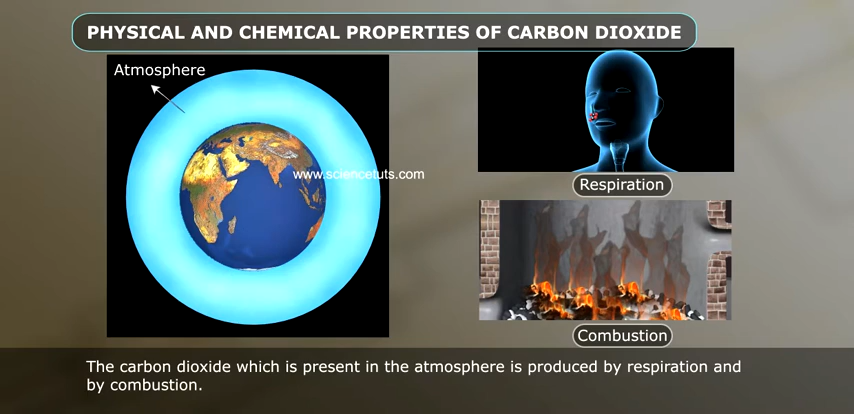 PHYSICAL AND CHEMICAL PROPERTIES OF CARBON DIOXIDE
Atmosphere
www.sciencetuts.com
Respiration
Combustion
The carbon dioxide which is present in the atmosphere is produced by respiration and
by combustion.